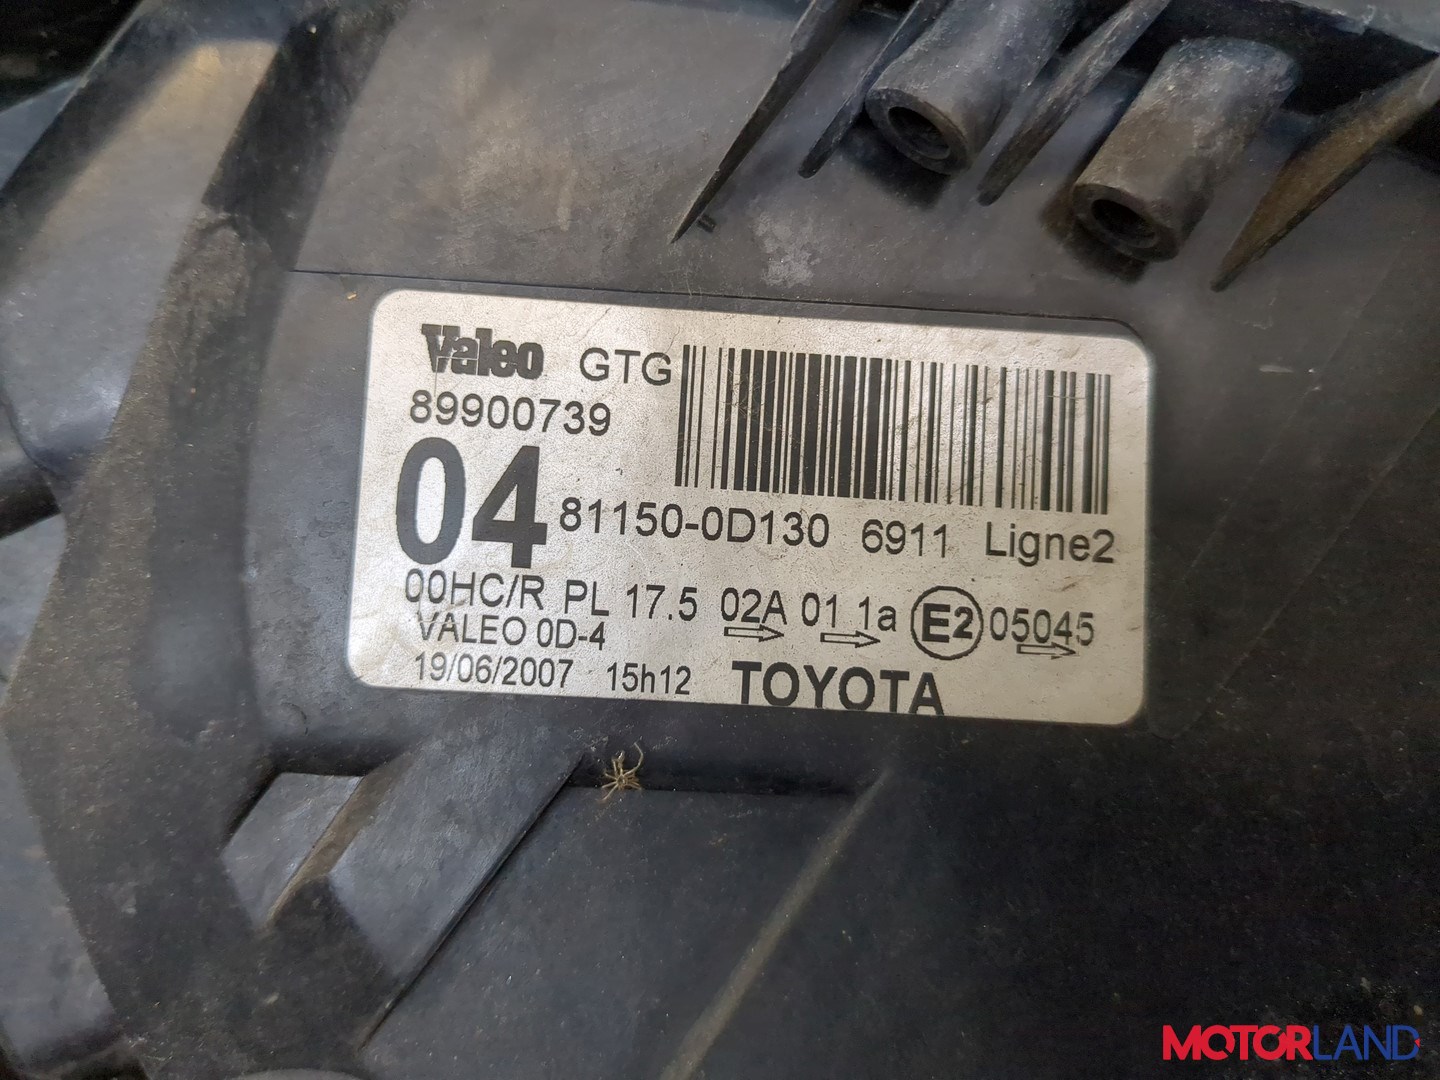 Valeo GTG
89900739
04 81150-0D130 6911 Ligne2
00HC/R PL 17.5 02A 01 1a E2 05045
VALEO 0D-4
19/06/2007 15h12 TOYOTA
MOTORLAND